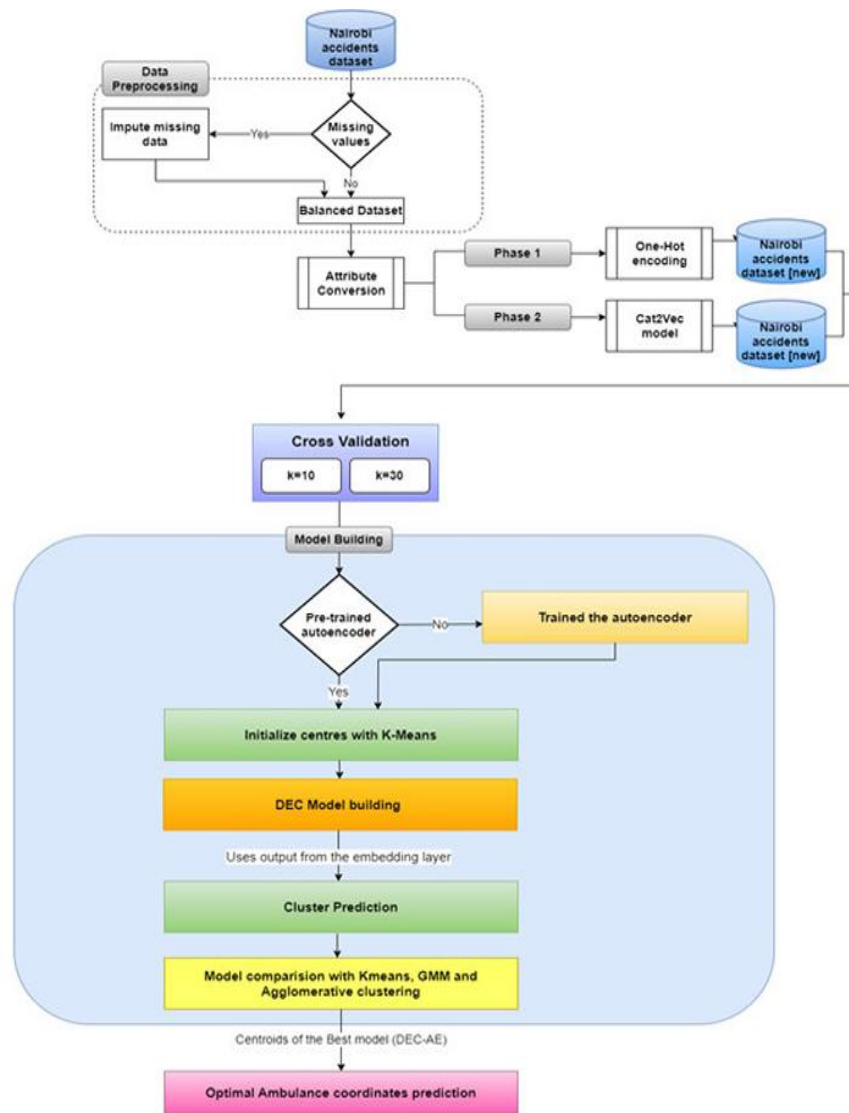 Nairobi
accidents
dataset
Data
Preprocessing
Impute missing
data
Yes
Missing
values
No
Balanced Dataset
Attribute
Conversion
Phase 1
One-Hot
encoding
Nairobi
accidents
dataset [new]
Phase 2
Cat2Vec
model
Nairobi
accidents
dataset [new]
Cross Validation
k=10
k=30
Model Building
Pre-trained
autoencoder
No
Trained the autoencoder
Yes
Initialize centres with K-Means
DEC Model building
Uses output from the embedding layer
Cluster Prediction
Model comparision with Kmeans, GMM and
Agglomerative clustering
Centroids of the Best model (DEC-AE)
Optimal Ambulance coordinates prediction